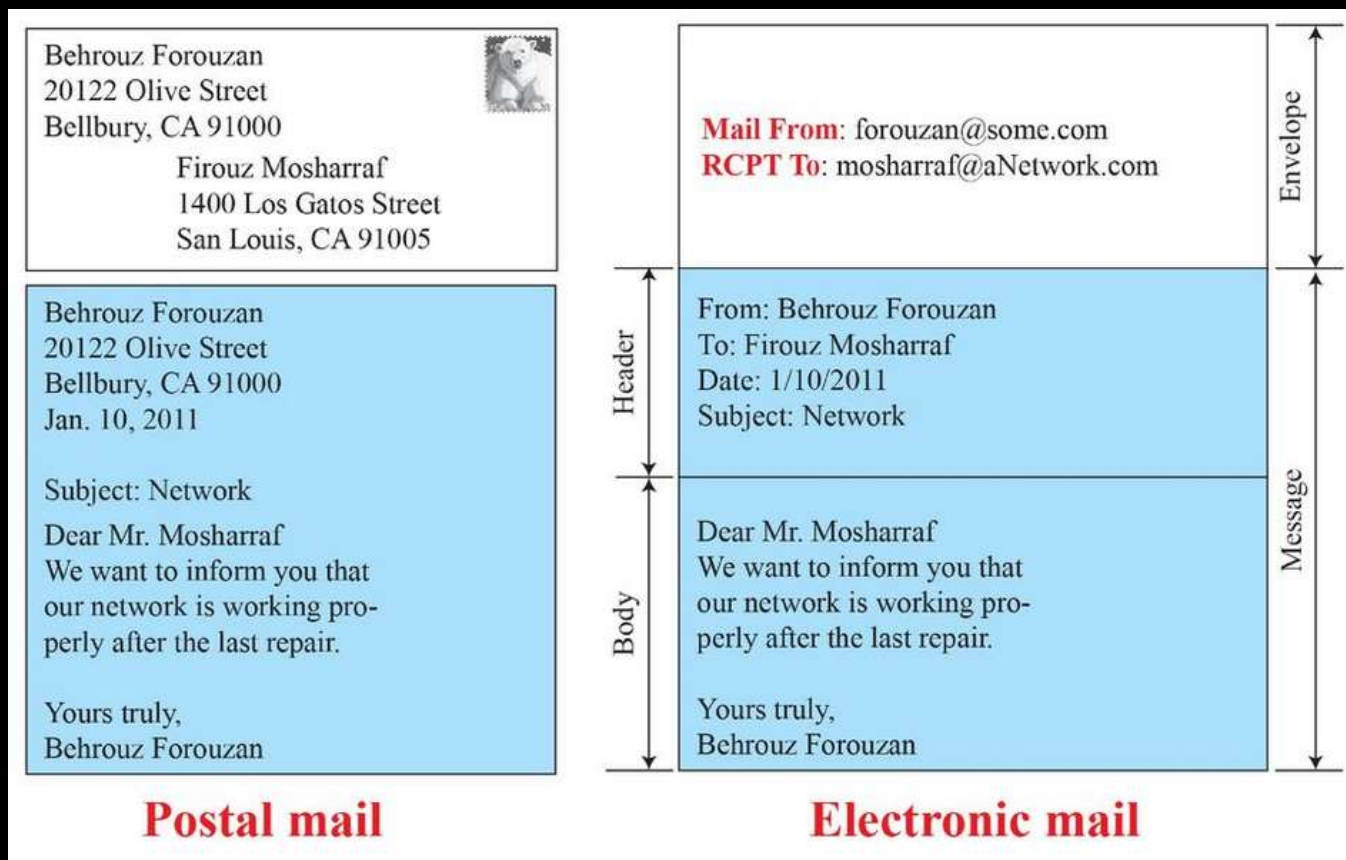 Behrouz Forouzan
20122 Olive Street
Bellbury, CA 91000
Firouz Mosharraf
1400 Los Gatos Street
San Louis, CA 91005
Behrouz Forouzan
20122 Olive Street
Bellbury, CA 91000
Jan. 10, 2011
Subject: Network
Dear Mr. Mosharraf
We want to inform you that
our network is working pro-
perly after the last repair.
Yours truly,
Behrouz Forouzan
Postal mail
Mail From: forouzan@some.com
RCPT To: mosharraf@aNetwork.com
Envelope
Header
From: Behrouz Forouzan
To: Firouz Mosharraf
Date: 1/10/2011
Subject: Network
Message
Body
Dear Mr. Mosharraf
We want to inform you that
our network is working pro-
perly after the last repair.
Yours truly,
Behrouz Forouzan
Electronic mail